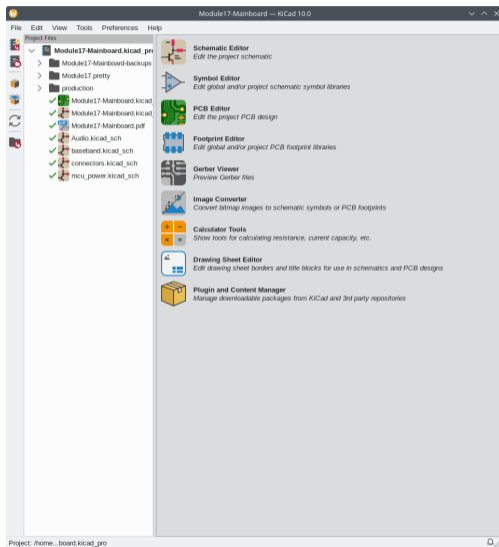 Module17-Mainboard — KiCad 10.0
File Edit View Tools Preferences Help
Project Files
Module17-Mainboard.kicad_pro
Module17-Mainboard-backups
Module17.pretty
production
Module17-Mainboard.kicad_
Module17-Mainboard.kicad_
Module17-Mainboard.pdf
Audio.kicad_sch
baseband.kicad_sch
connectors.kicad_sch
mcu_power.kicad_sch
Schematic Editor
Edit the project schematic
Symbol Editor
Edit global and/or project schematic symbol libraries
PCB Editor
Edit the project PCB design
Footprint Editor
Edit global and/or project PCB footprint libraries
Gerber Viewer
Preview Gerber files
Image Converter
Convert bitmap images to schematic symbols or PCB footprints
Calculator Tools
Show tools for calculating resistance, current capacity, etc.
Drawing Sheet Editor
Edit drawing sheet borders and title blocks for use in schematics and PCB designs
Plugin and Content Manager
Manage downloadable packages from KiCad and 3rd party repositories
Project: /home...board.kicad_pro